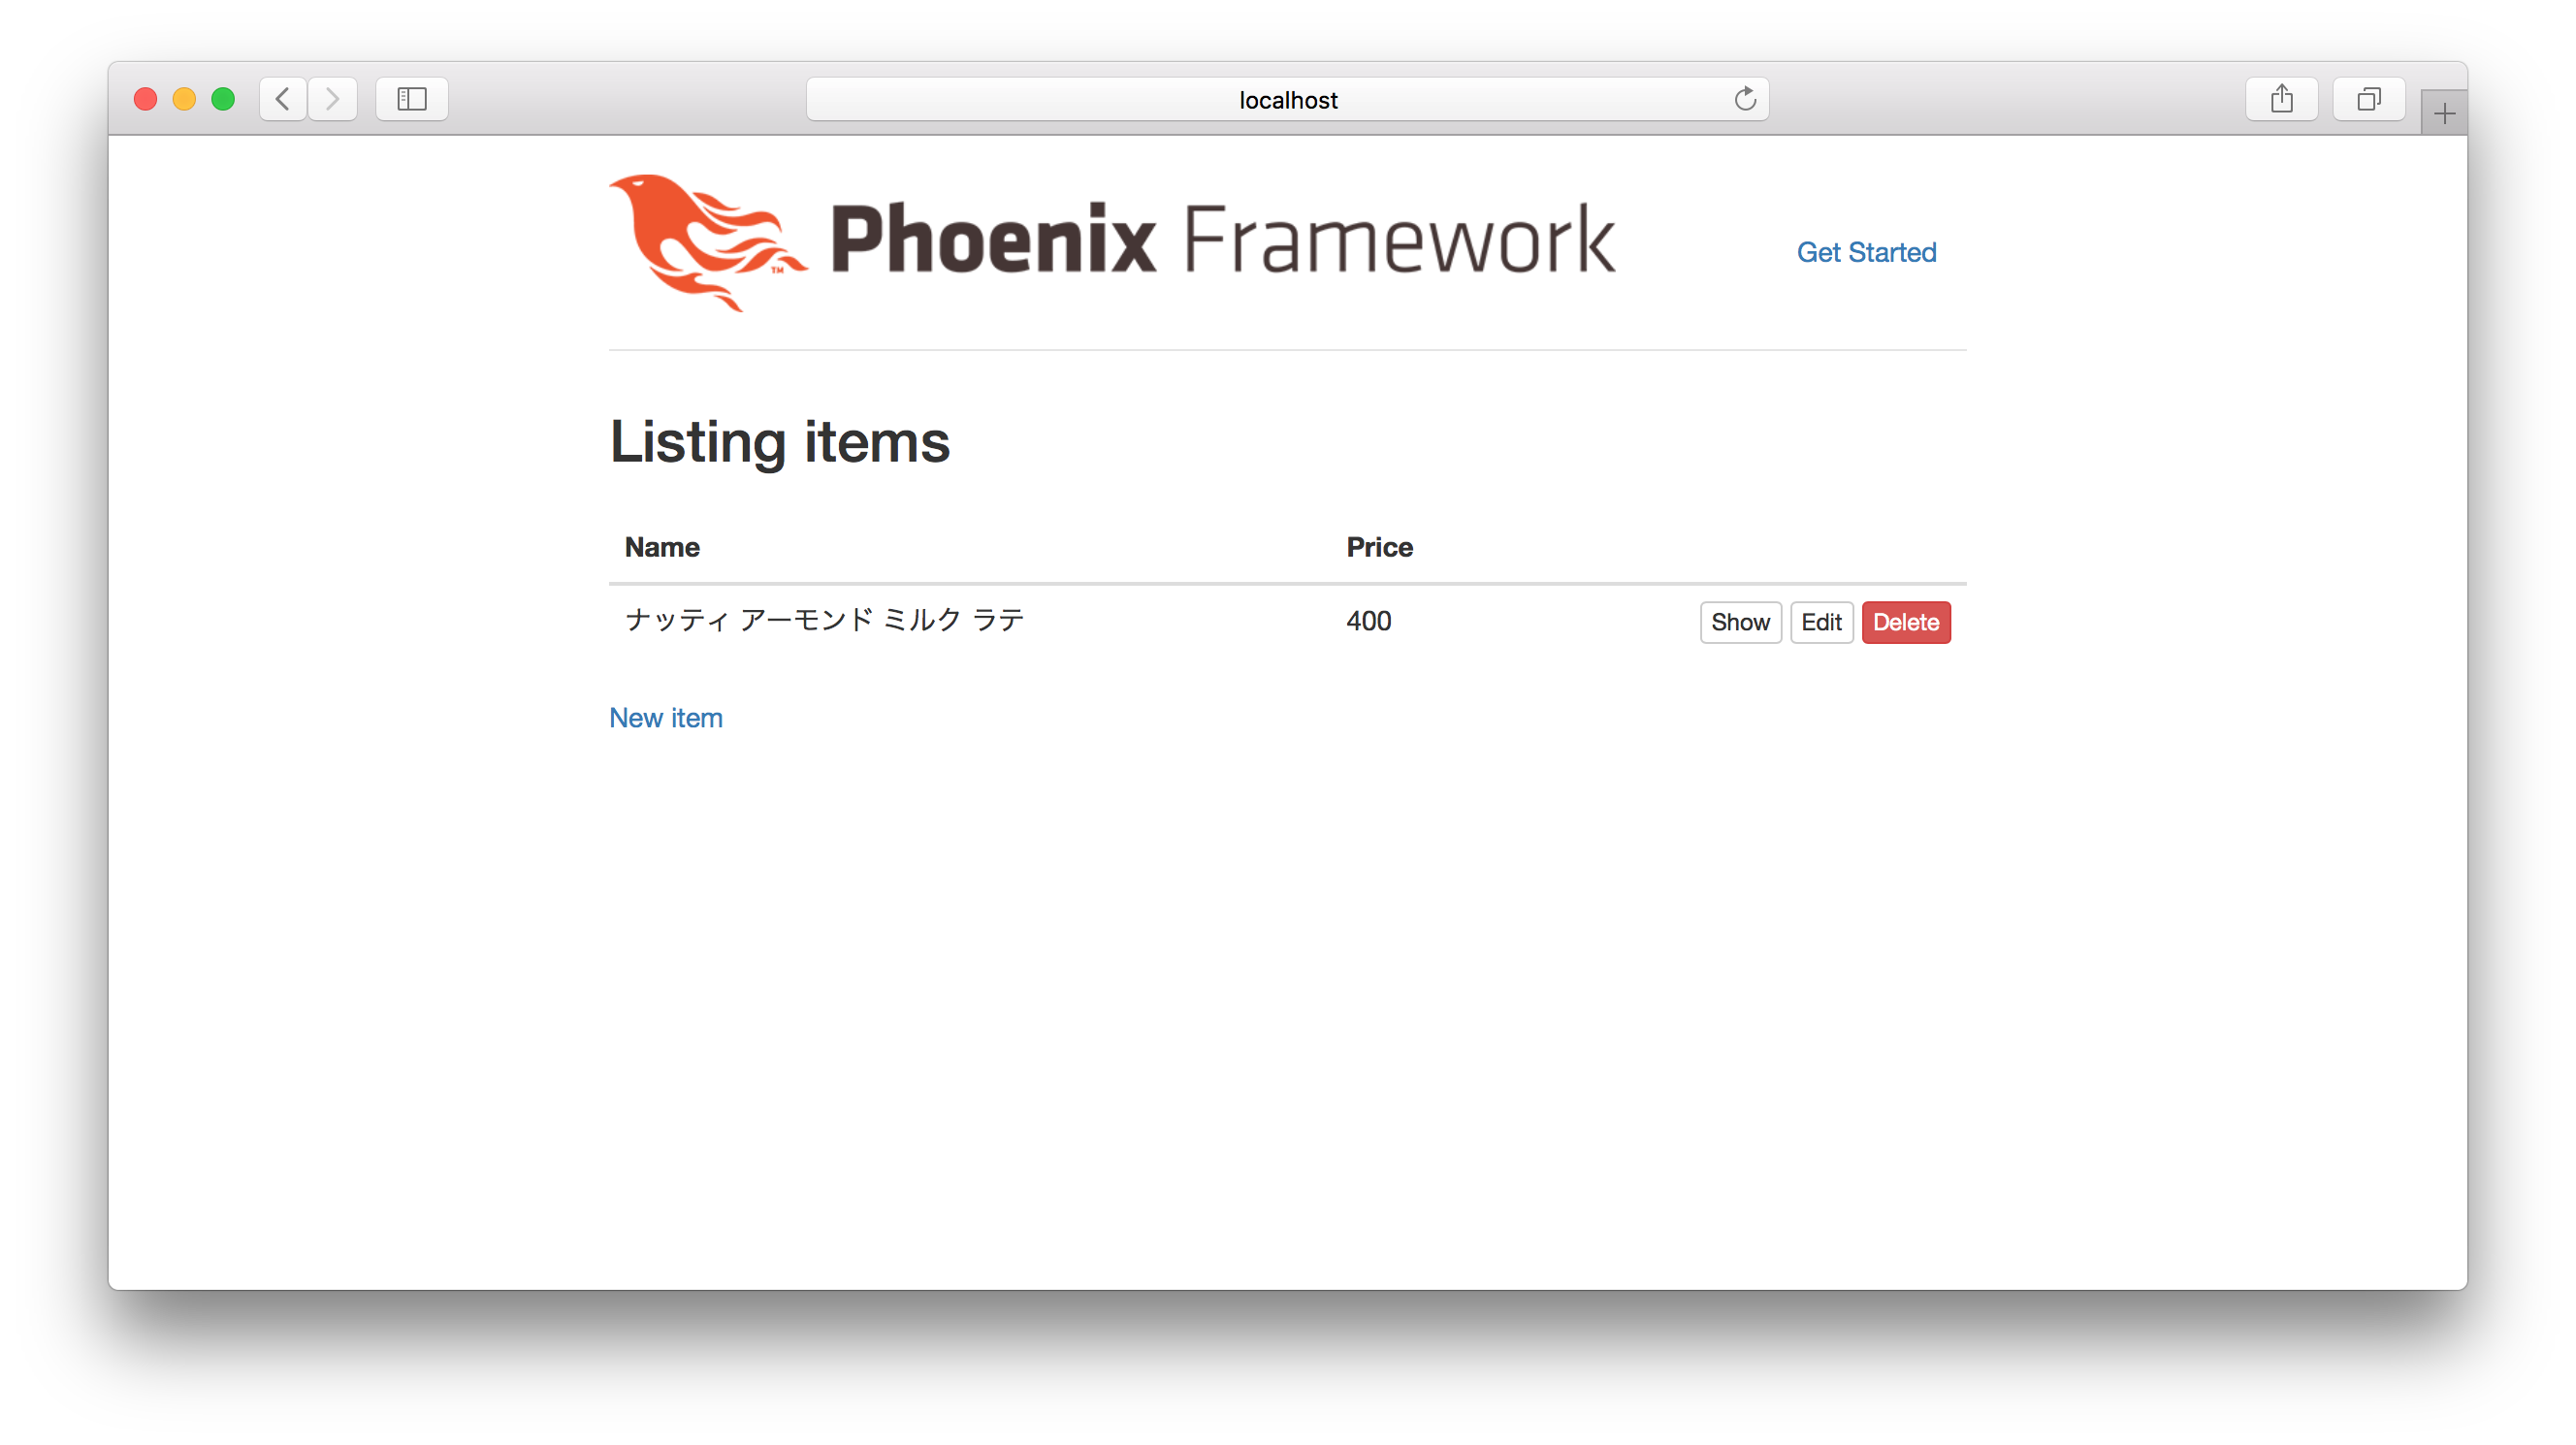 localhost
Phoenix Framework
TM
Get Started
Listing items
Name Price
ナッティ アーモンド ミルク ラテ 400 Show Edit Delete
New item